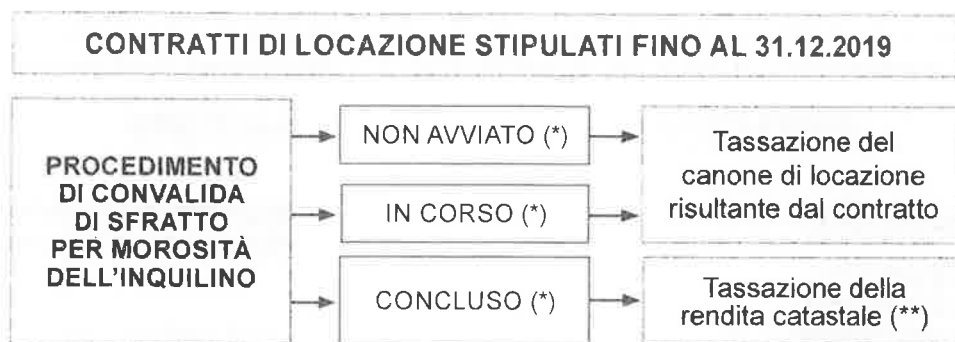 CONTRATTI DI LOCAZIONE STIPULATI FINO AL 31.12.2019
PROCEDIMENTO
DI CONVALIDA
DI SFRATTO
PER MOROSITÀ
DELL'INQUILINO
NON AVVIATO (*)
IN CORSO (*)
CONCLUSO (*)
Tassazione del
canone di locazione
risultante dal contratto
Tassazione della
rendita catastale (**)